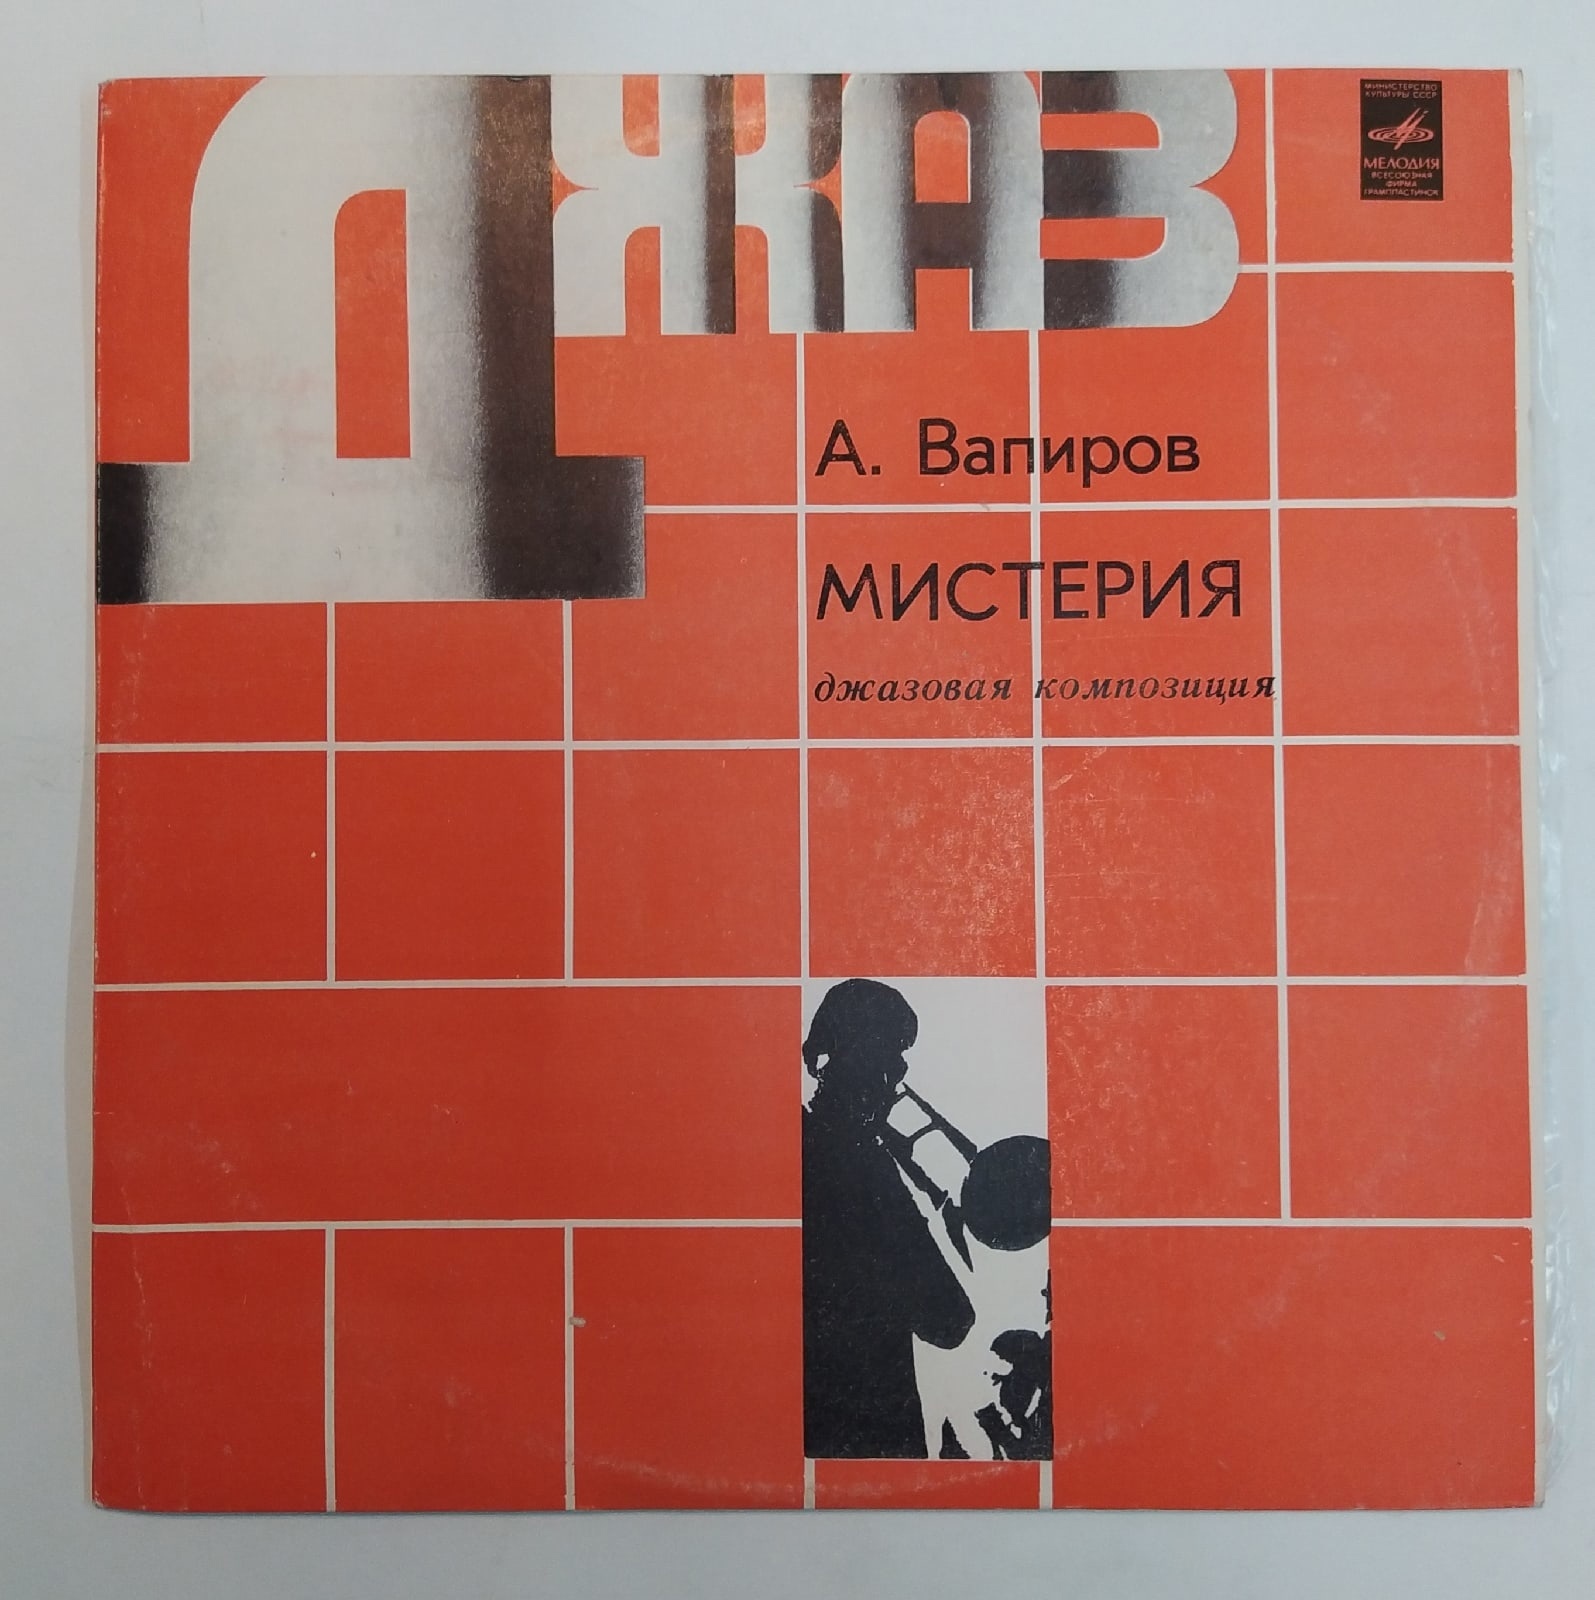 ДЖАЗ
МИНИСТЕРСТВО
КУЛЬТУРЫ СССР
МЕЛОДИЯ
ВСЕСОЮЗНАЯ
ФИРМА
ГРАМПЛАСТИНОК
А. Вапиров
МИСТЕРИЯ
джазовая композиция